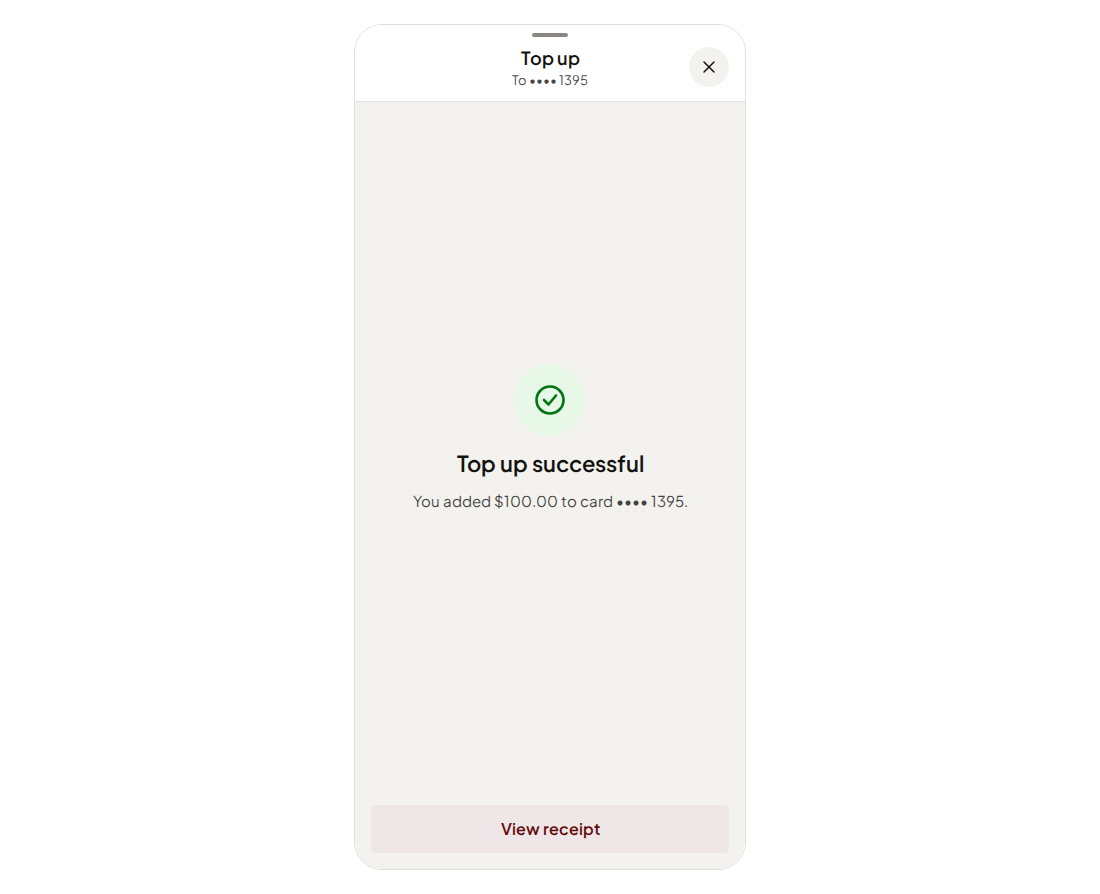 Top up
To •••• 1395
Top up successful
You added $100.00 to card •••• 1395.
View receipt